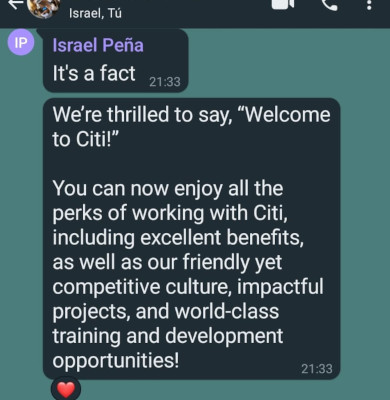 Israel, Tú
IP
Israel Peña
It's a fact
21:33
We’re thrilled to say, “Welcome
to Citi!”
You can now enjoy all the
perks of working with Citi,
including excellent benefits,
as well as our friendly yet
competitive culture, impactful
projects, and world-class
training and development
opportunities!
21:33